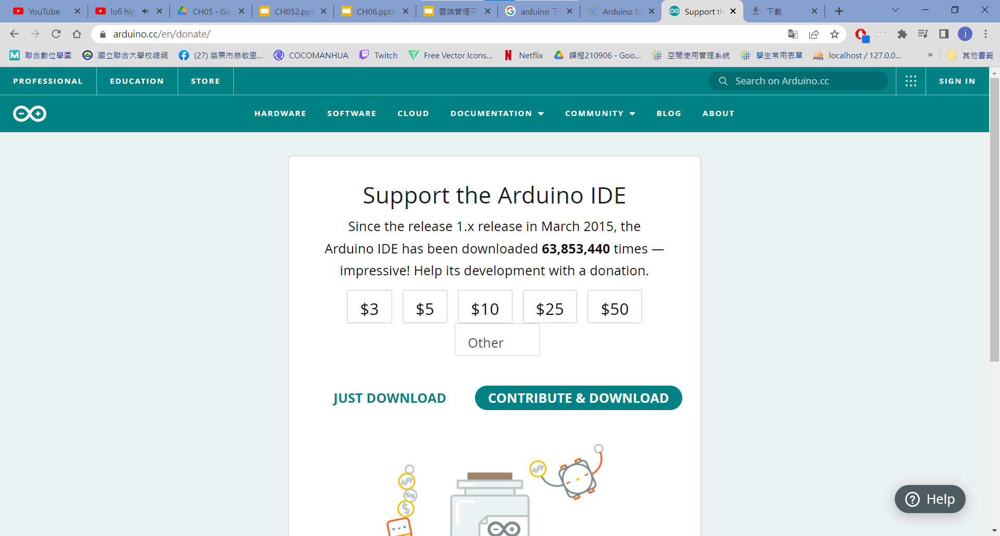 YouTube
lofi hip
CH05 - Go
CH052.ppt
CH06.pptx
雲端管理平
arduino 下
Arduino 1.
Support th
下載
arduino.cc/en/donate/
聯合數位學園
國立聯合大學校總網
(27) 苗栗市恭敬里...
COCOMANHUA
Twitch
Free Vector Icons...
Netflix
課程210906 - Goo...
空間使用管理系統
學生常用表單
localhost / 127.0.0...
»
其他書籤
PROFESSIONAL
EDUCATION
STORE
Search on Arduino.cc
SIGN IN
HARDWARE
SOFTWARE
CLOUD
DOCUMENTATION
COMMUNITY
BLOG
ABOUT
Support the Arduino IDE
Since the release 1.x release in March 2015, the
Arduino IDE has been downloaded 63,853,440 times —
impressive! Help its development with a donation.
$3
$5
$10
$25
$50
Other
JUST DOWNLOAD
CONTRIBUTE & DOWNLOAD
Help